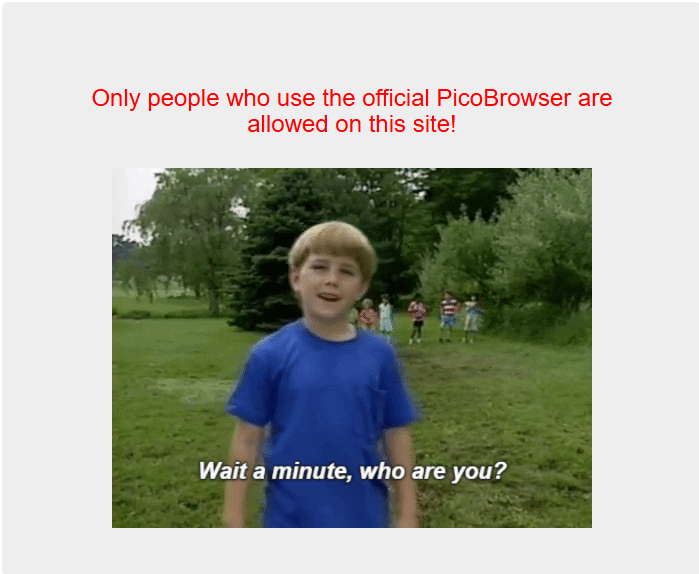 Only people who use the official PicoBrowser are
allowed on this site!
Wait a minute, who are you?